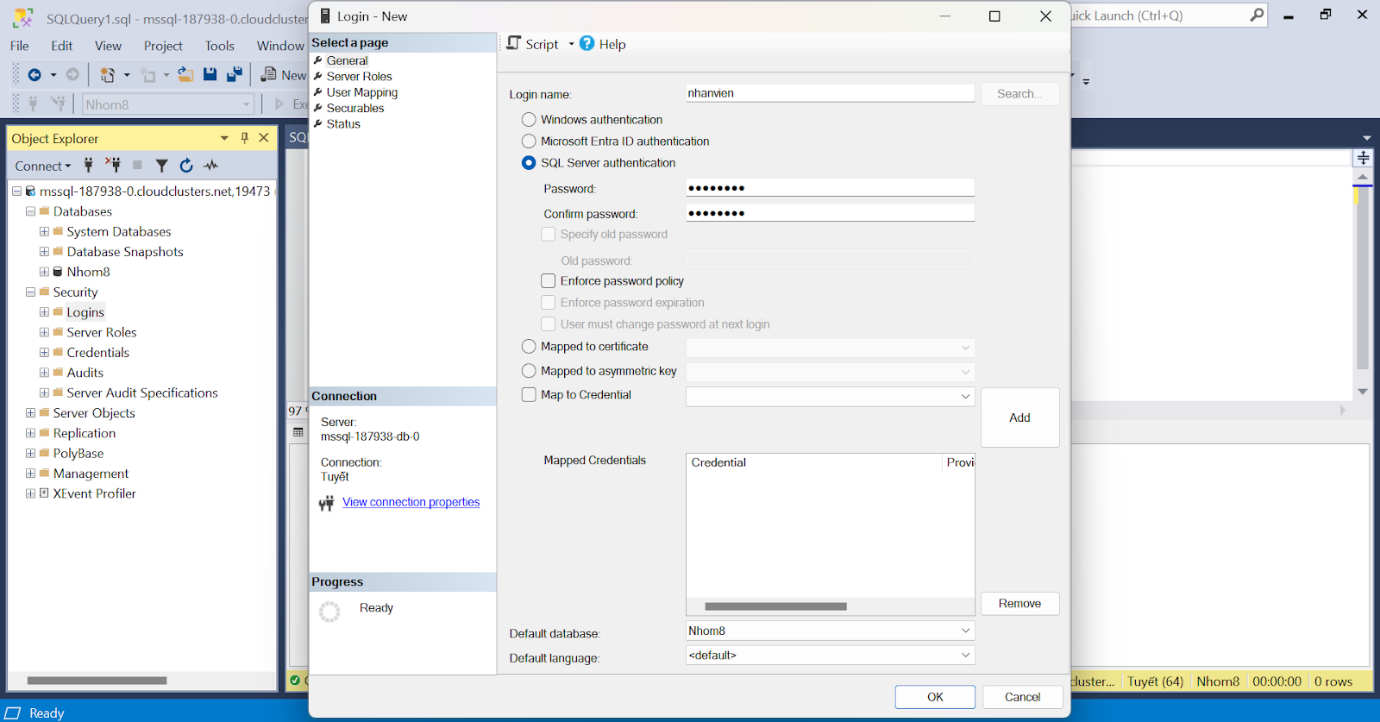 SQLQuery1.sql - mssql-187938-0.cloudcluster
Login - New
Quick Launch (Ctrl+Q)
File Edit View Project Tools Window
Select a page
Script Help
General
Server Roles
User Mapping
Securables
Status
New
Nhom8
Login name: nhanvien Search...
Windows authentication
Microsoft Entra ID authentication
SQL Server authentication
Password: ●●●●●●●●
Confirm password: ●●●●●●●●
Specify old password
Old password:
Enforce password policy
Enforce password expiration
User must change password at next login
Mapped to certificate
Mapped to asymmetric key
Map to Credential
Add
Mapped Credentials Credential Provi
Remove
Default database: Nhom8
Default language: <default>
OK Cancel
Object Explorer
Connect
mssql-187938-0.cloudclusters.net,19473
Databases
System Databases
Database Snapshots
Nhom8
Security
Logins
Server Roles
Credentials
Audits
Server Audit Specifications
Server Objects
Replication
PolyBase
Management
XEvent Profiler
Connection
Server:
mssql-187938-db-0
Connection:
Tuyết
View connection properties
Progress
Ready
97
cluster... Tuyết (64) Nhom8 00:00:00 0 rows
Ready